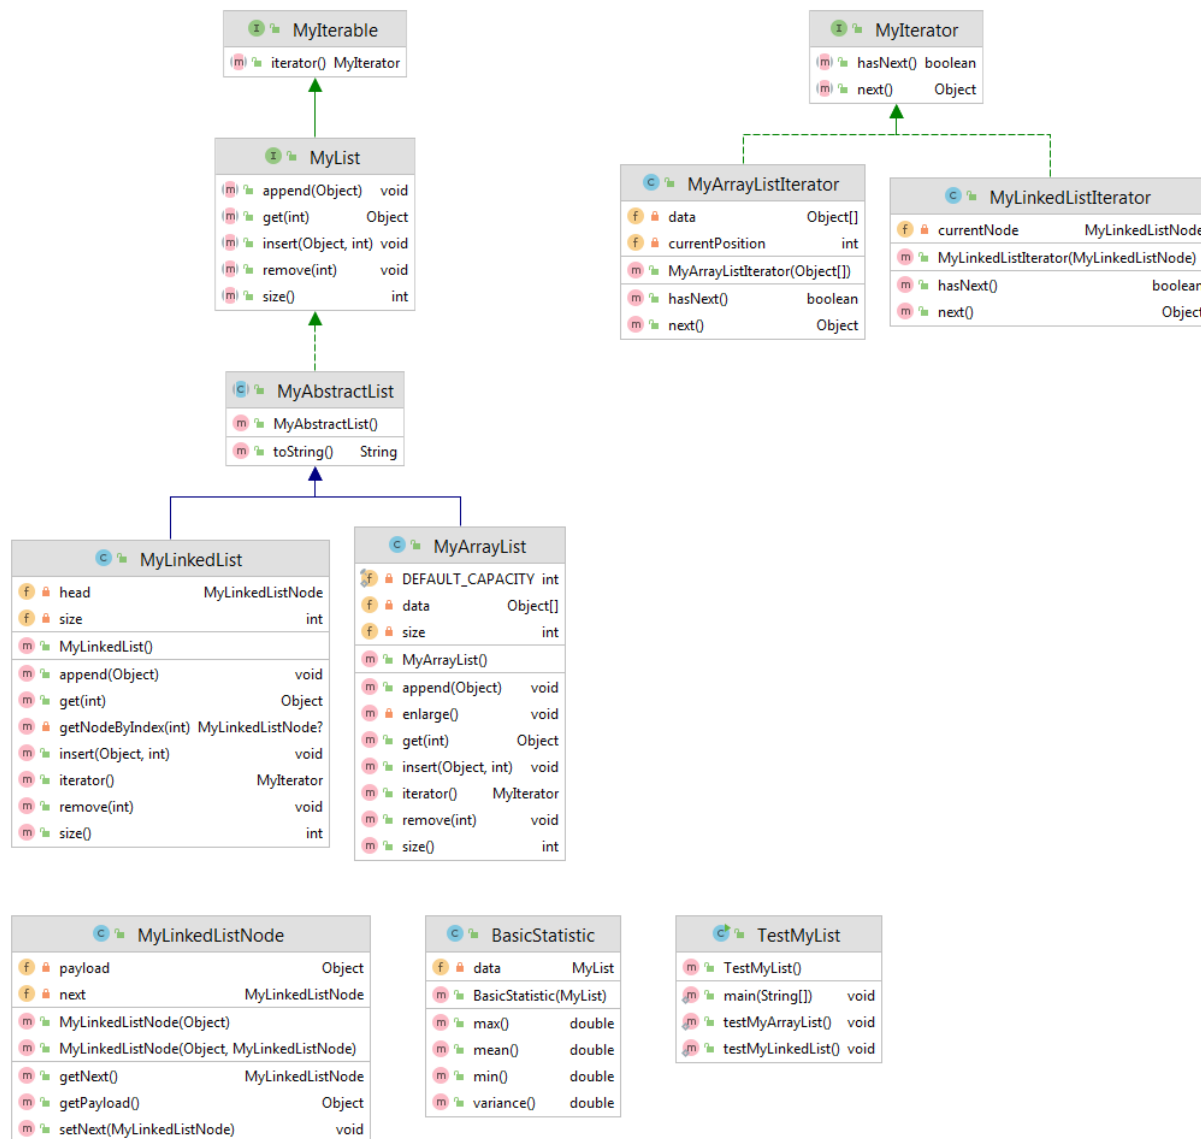 MyIterable
iterator() MyIterator
MyList
append(Object) void
get(int) Object
insert(Object, int) void
remove(int) void
size() int
MyAbstractList
MyAbstractList()
toString() String
MyIterator
hasNext() boolean
next() Object
MyArrayListIterator
data Object[]
currentPosition int
MyArrayListIterator(Object[])
hasNext() boolean
next() Object
MyLinkedListIterator
currentNode MyLinkedListNode
MyLinkedListIterator(MyLinkedListNode)
hasNext() boolean
next() Object
MyLinkedList
head MyLinkedListNode
size int
MyLinkedList()
append(Object) void
get(int) Object
getNodeByIndex(int) MyLinkedListNode?
insert(Object, int) void
iterator() MyIterator
remove(int) void
size() int
MyArrayList
DEFAULT_CAPACITY int
data Object[]
size int
MyArrayList()
append(Object) void
enlarge() void
get(int) Object
insert(Object, int) void
iterator() MyIterator
remove(int) void
size() int
MyLinkedListNode
payload Object
next MyLinkedListNode
MyLinkedListNode(Object)
MyLinkedListNode(Object, MyLinkedListNode)
getNext() MyLinkedListNode
getPayload() Object
setNext(MyLinkedListNode) void
BasicStatistic
data MyList
BasicStatistic(MyList)
max() double
mean() double
min() double
variance() double
TestMyList
TestMyList()
main(String[]) void
testMyArrayList() void
testMyLinkedList() void